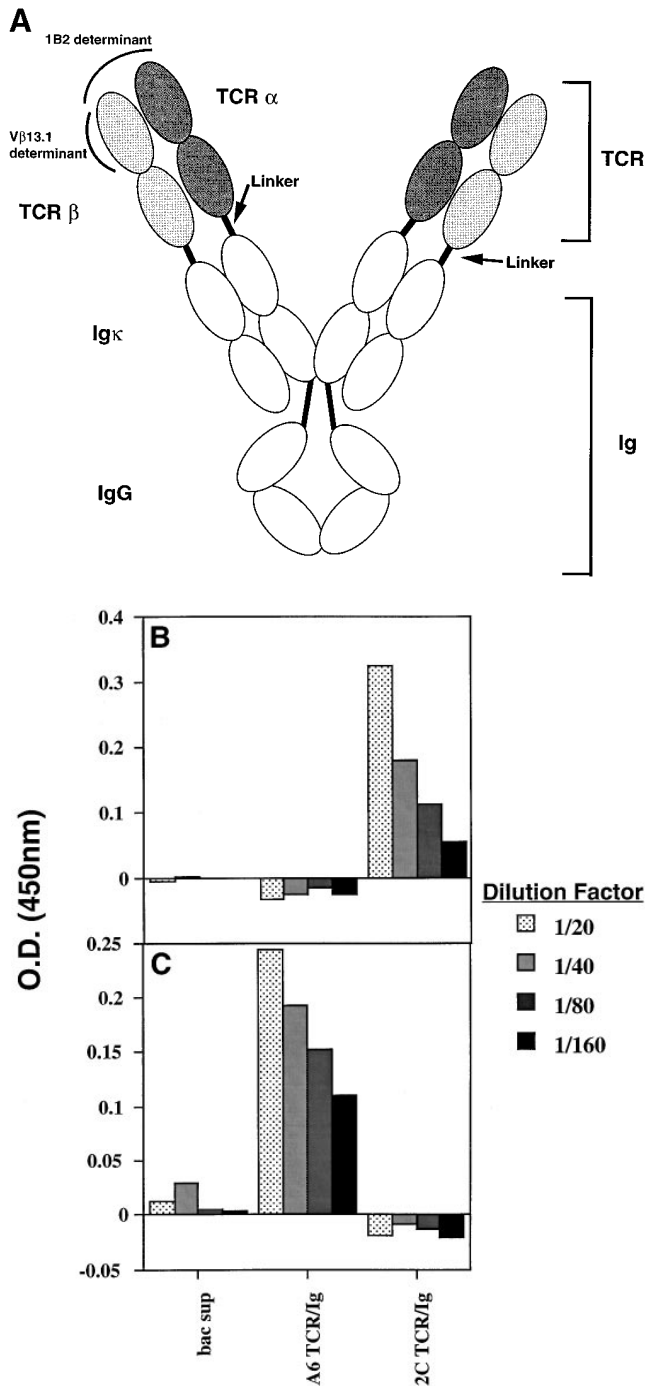 A
1B2 determinant
TCR α
Vβ13.1
determinant
TCR
Linker
TCR β
Linker
Igκ
Ig
IgG
B
0.4
0.3
0.2
0.1
0
O.D. (450nm)
Dilution Factor
1/20
1/40
1/80
1/160
C
0.25
0.2
0.15
0.1
0.05
0
-0.05
bac sup
A6 TCR/Ig
2C TCR/Ig